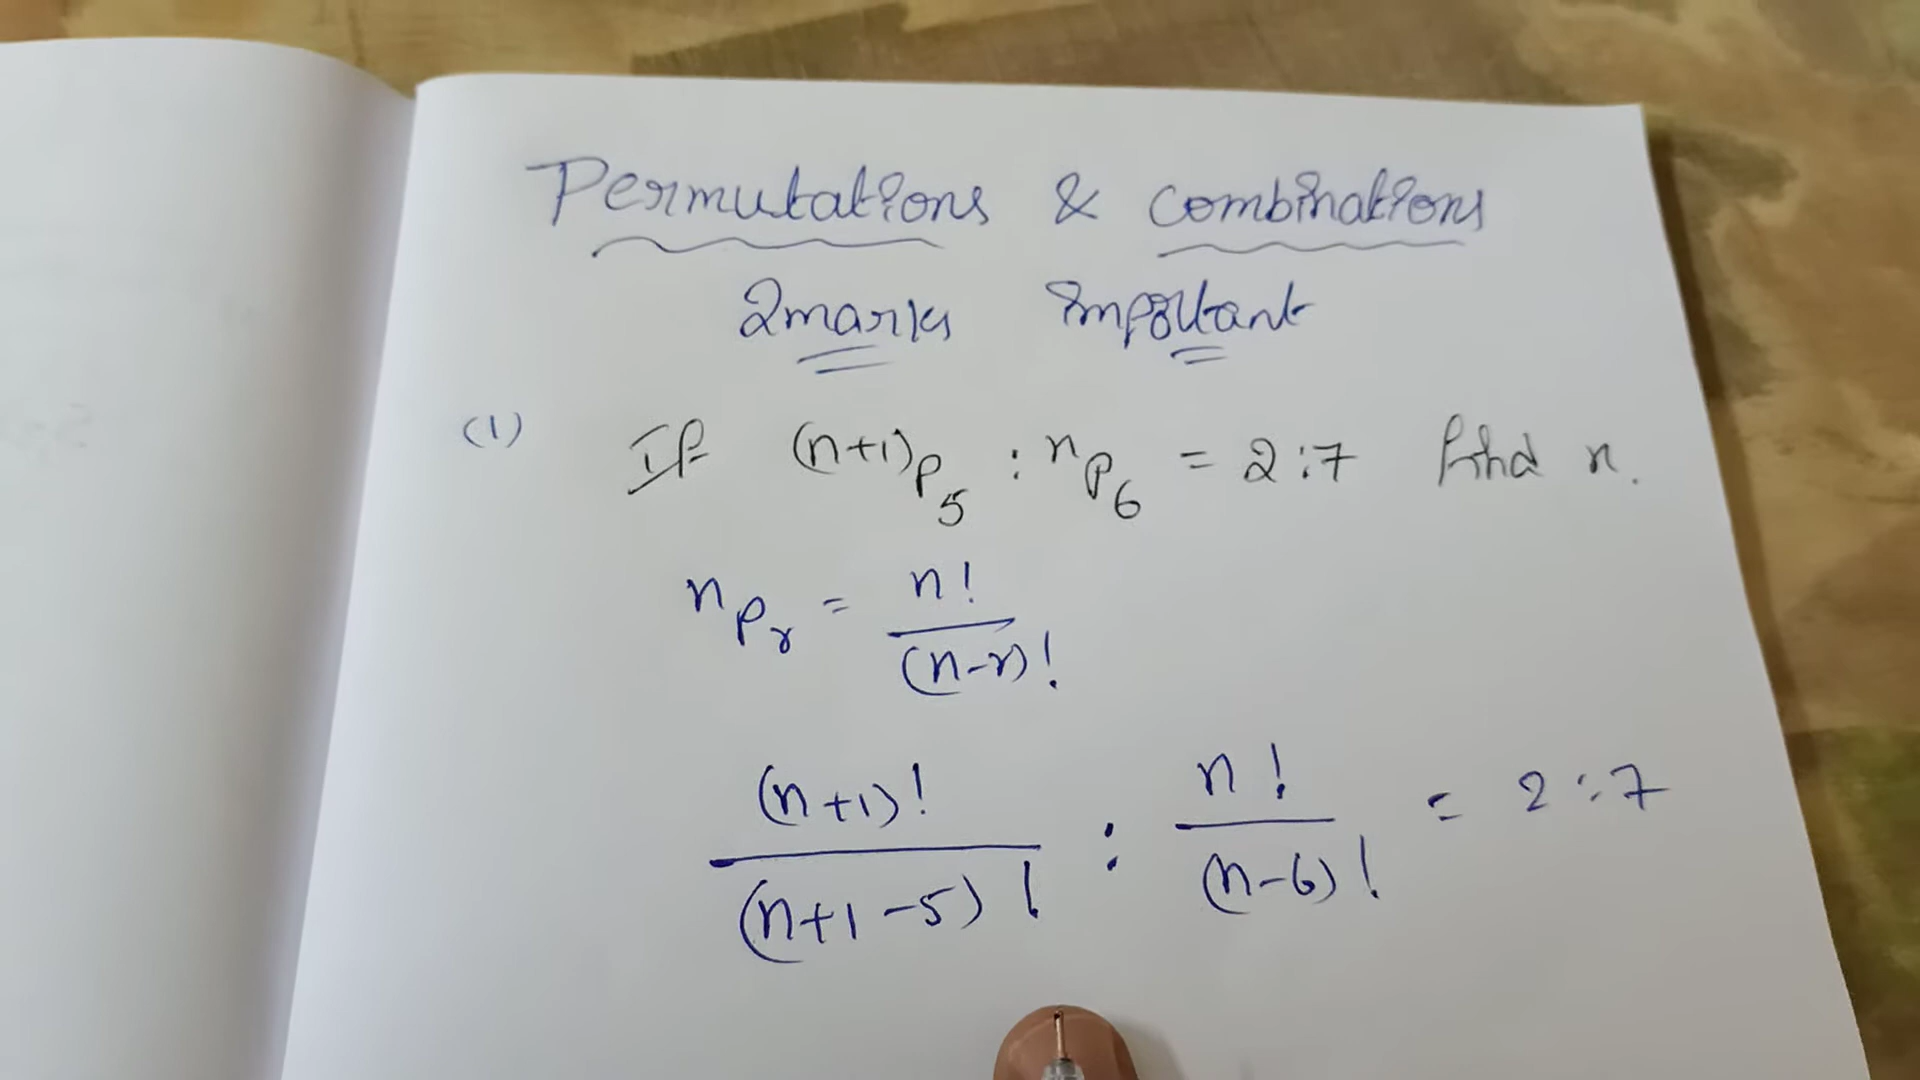 Permutations & combinations
2marks important
(1) If (n+1)P₅ : ⁿP₆ = 2:7 find n.
ⁿPᵣ = n! / (n-r)!
(n+1)! / (n+1-5)! : n! / (n-6)! = 2:7